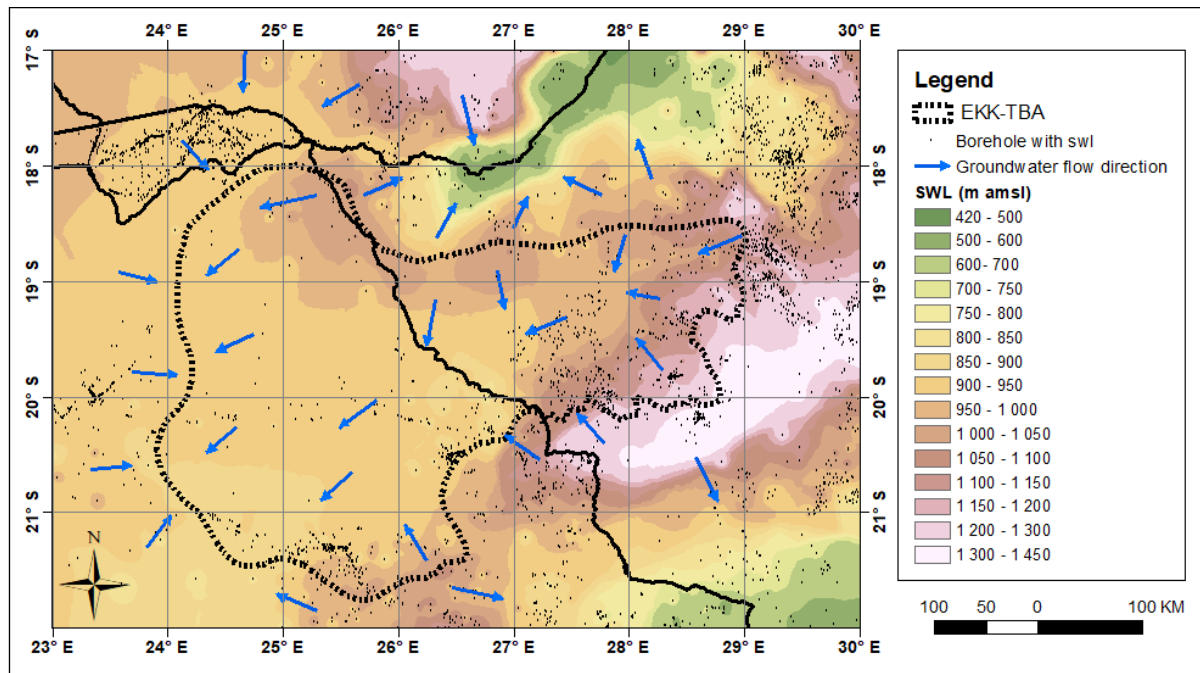 24° E 25° E 26° E 27° E 28° E 29° E 30° E
17° S
18° S
19° S
20° S
21° S
N
23° E 24° E 25° E 26° E 27° E 28° E 29° E 30° E
Legend
EKK-TBA
Borehole with swl
Groundwater flow direction
SWL (m amsl)
420 - 500
500 - 600
600- 700
700 - 750
750 - 800
800 - 850
850 - 900
900 - 950
950 - 1 000
1 000 - 1 050
1 050 - 1 100
1 100 - 1 150
1 150 - 1 200
1 200 - 1 300
1 300 - 1 450
100 50 0 100 KM